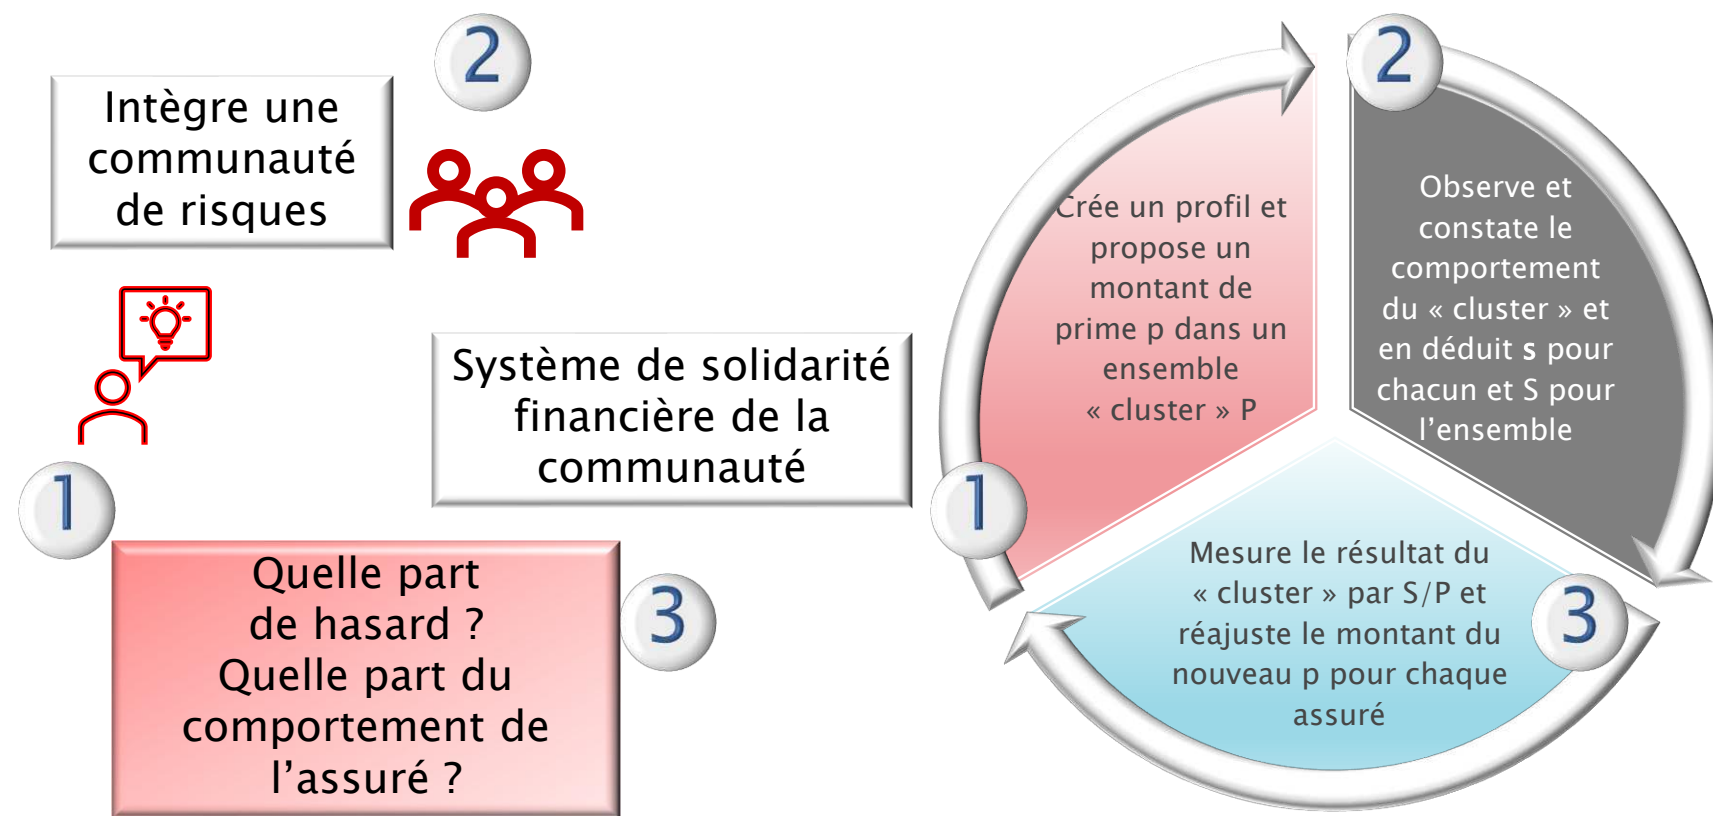 2
Intègre une
communauté
de risques
Système de solidarité
financière de la
communauté
1
Quelle part
de hasard ?
Quelle part du
comportement de
l’assuré ?
3
1
Crée un profil et
propose un
montant de
prime p dans un
ensemble
« cluster » P
2
Observe et
constate le
comportement
du « cluster » et
en déduit s pour
chacun et S pour
l’ensemble
3
Mesure le résultat du
« cluster » par S/P et
réajuste le montant du
nouveau p pour chaque
assuré